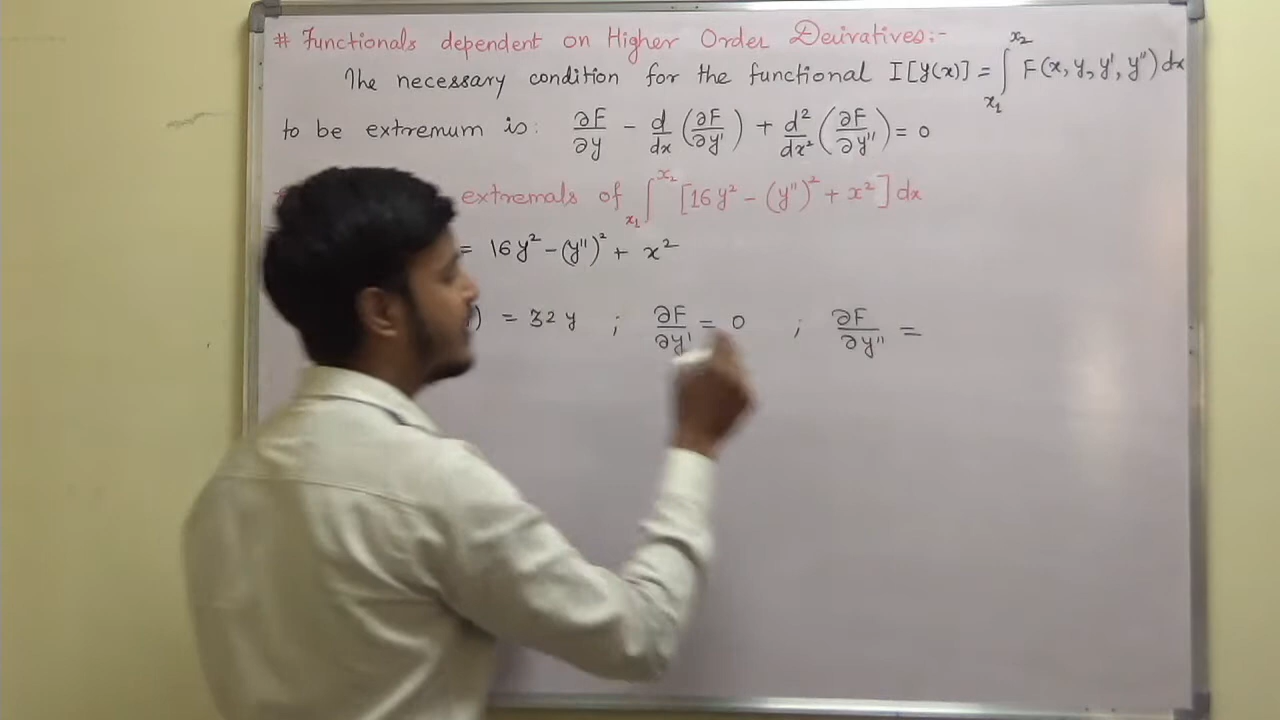 # Functionals dependent on Higher Order Derivatives:-
The necessary condition for the functional I[y(x)] = ∫_{x₁}^{x₂} F(x, y, y', y'') dx
to be extremum is: ∂F/∂y - d/dx (∂F/∂y') + d²/dx² (∂F/∂y'') = 0
extremals of ∫_{x₁}^{x₂} [16y² - (y'')² + x²] dx
= 16y² - (y'')² + x²
) = 32y ; ∂F/∂y' = 0 ; ∂F/∂y'' =